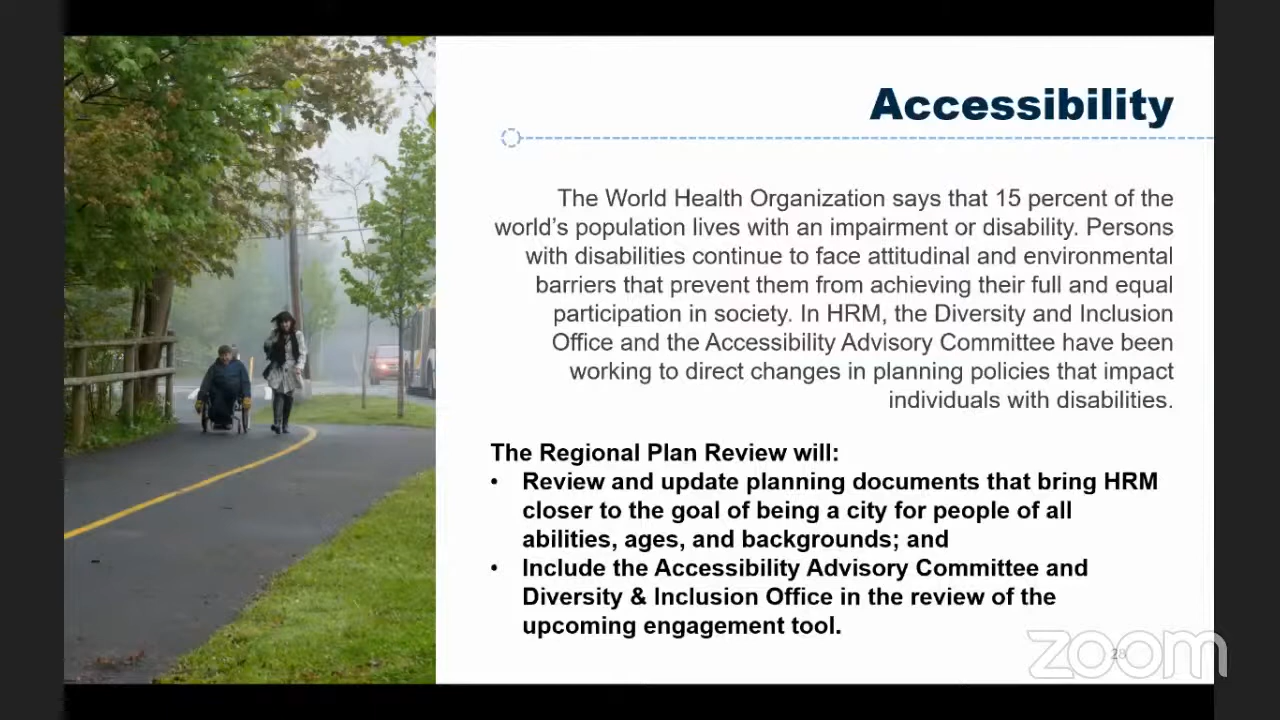 Accessibility
The World Health Organization says that 15 percent of the
world’s population lives with an impairment or disability. Persons
with disabilities continue to face attitudinal and environmental
barriers that prevent them from achieving their full and equal
participation in society. In HRM, the Diversity and Inclusion
Office and the Accessibility Advisory Committee have been
working to direct changes in planning policies that impact
individuals with disabilities.
The Regional Plan Review will:
• Review and update planning documents that bring HRM
closer to the goal of being a city for people of all
abilities, ages, and backgrounds; and
• Include the Accessibility Advisory Committee and
Diversity & Inclusion Office in the review of the
upcoming engagement tool.
zoom